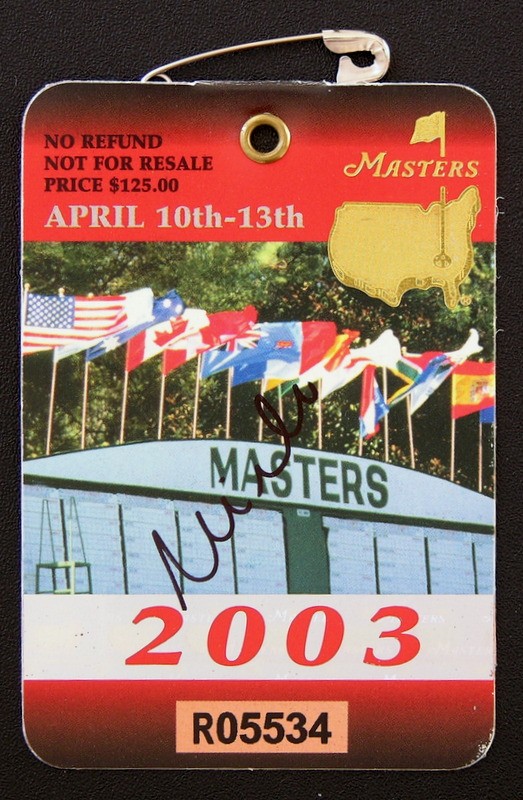 NO REFUND
NOT FOR RESALE
PRICE $125.00
APRIL 10th-13th
MASTERS
MASTERS
2003
R05534